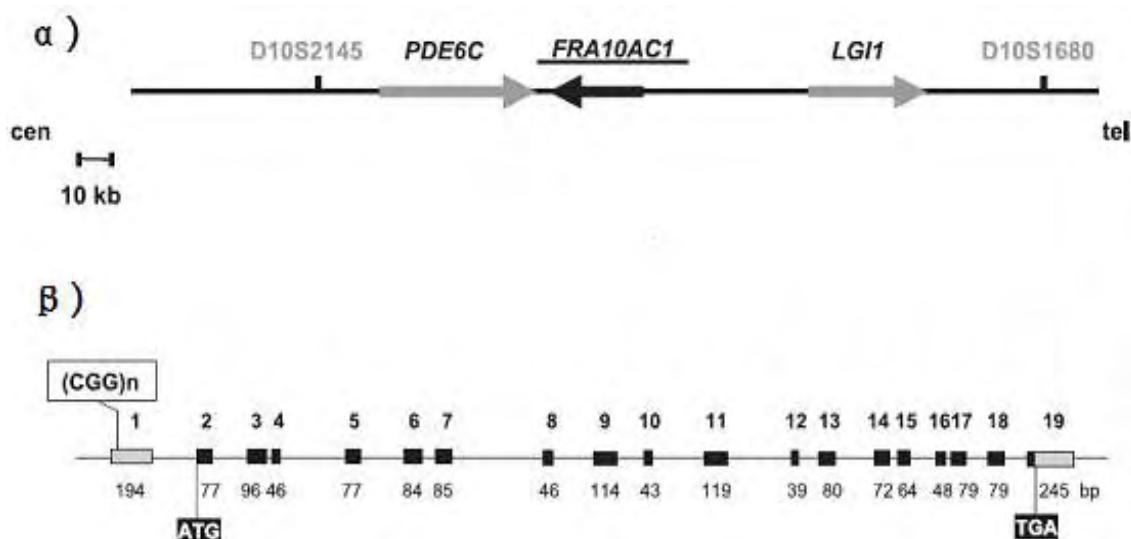 α )
D10S2145 PDE6C FRA10AC1 LGI1 D10S1680
cen tel
10 kb
β )
(CGG)n
1 2 3 4 5 6 7 8 9 10 11 12 13 14 15 16 17 18 19
194 77 96 46 77 84 85 46 114 43 119 39 80 72 64 48 79 79 245 bp
ATG TGA